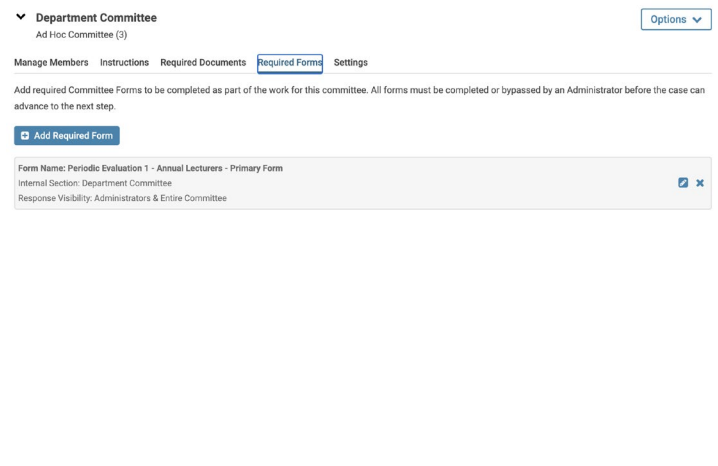 Department Committee
Options
Ad Hoc Committee (3)
Manage Members Instructions Required Documents Required Forms Settings
Add required Committee Forms to be completed as part of the work for this committee. All forms must be completed or bypassed by an Administrator before the case can
advance to the next step.
Add Required Form
Form Name: Periodic Evaluation 1 - Annual Lecturers - Primary Form
Internal Section: Department Committee
Response Visibility: Administrators & Entire Committee